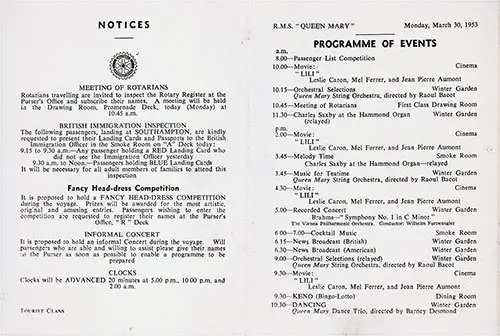 NOTICES
MEETING OF ROTARIANS
Rotarians travelling are invited to inspect the Rotary Register at the
Purser's Office and subscribe their names. A meeting will be held
in the Drawing Room, Promenade Deck, today (Monday) at
10.45 a.m.
BRITISH IMMIGRATION INSPECTION
The following passengers, landing at SOUTHAMPTON, are kindly
requested to present their Landing Cards and Passports to the British
Immigration Officer in the Smoke Room on "A" Deck today:
9.15 to 9.30 a.m.—Any passenger holding a RED Landing Card who
did not see the Immigration Officer yesterday
9.30 a.m. to Noon—Passengers holding BLUE Landing Cards
It will be necessary for all adult members of families to attend this
inspection
Fancy Head-dress Competition
It is proposed to hold a FANCY HEAD-DRESS COMPETITION
during the voyage. Prizes will be awarded for the most artistic,
original and amusing entries. Passengers wishing to enter the
competition are requested to register their names at the Purser's
Office, "R" Deck
INFORMAL CONCERT
It is proposed to hold an informal Concert during the voyage. Will
passengers who are able and willing to assist please give their names
to the Purser as soon as possible to enable a programme to be
prepared
CLOCKS
Clocks will be ADVANCED 20 minutes at 5.00 p.m., 10.00 p.m. and
2.00 a.m.
TOURIST CLASS
R.M.S. "QUEEN MARY" Monday, March 30, 1953
PROGRAMME OF EVENTS
a.m.
8.00—Passenger List Competition
10.00—Movie: Cinema
"LILI"
Leslie Caron, Mel Ferrer, and Jean Pierre Aumont
10.15—Orchestral Selections Winter Garden
Queen Mary String Orchestra, directed by Raoul Bacot
10.45—Meeting of Rotarians First Class Drawing Room
11.30—Charles Saxby at the Hammond Organ Winter Garden
(relayed)
p.m.
2.00—Movie: Cinema
"LILI"
Leslie Caron, Mel Ferrer, and Jean Pierre Aumont
3.45—Melody Time Smoke Room
Charles Saxby at the Hammond Organ—relayed
3.45—Music for Teatime Winter Garden
Queen Mary String Orchestra, directed by Raoul Bacot
4.30—Movie: Cinema
"LILI"
Leslie Caron, Mel Ferrer, and Jean Pierre Aumont
5.00—Recorded Concert Winter Garden
Brahms—"Symphony No. 1 in C Minor"
The Vienna Philharmonic Orchestra. Conductor: Wilhelm Furtwangler
6.00—7.00—Cocktail Music Smoke Room
6.15—News Broadcast (British) Winter Garden
6.30—News Broadcast (American) Winter Garden
9.00—Orchestral Selections (relayed) Winter Garden
Queen Mary String Orchestra, directed by Raoul Bacot
9.30—Movie: Cinema
"LILI"
Leslie Caron, Mel Ferrer, and Jean Pierre Aumont
9.30—KENO (Bingo-Lotto) Dining Room
10.30—DANCING Winter Garden
Queen Mary Dance Trio, directed by Barney Desmond